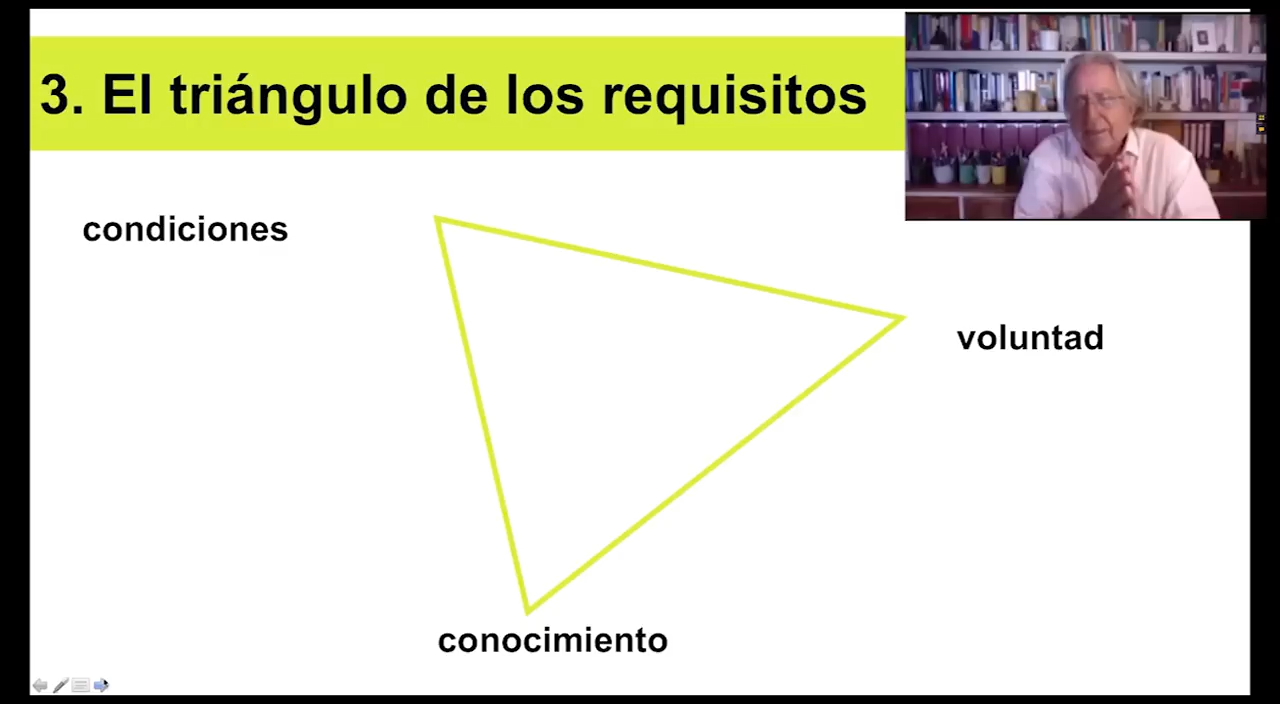 3. El triángulo de los requisitos
condiciones
voluntad
conocimiento